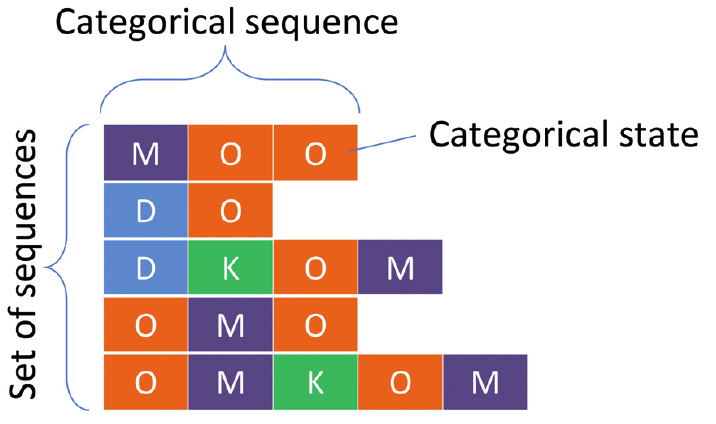 Categorical sequence
Categorical state
Set of sequences
M O O
D O
D K O M
O M O
O M K O M